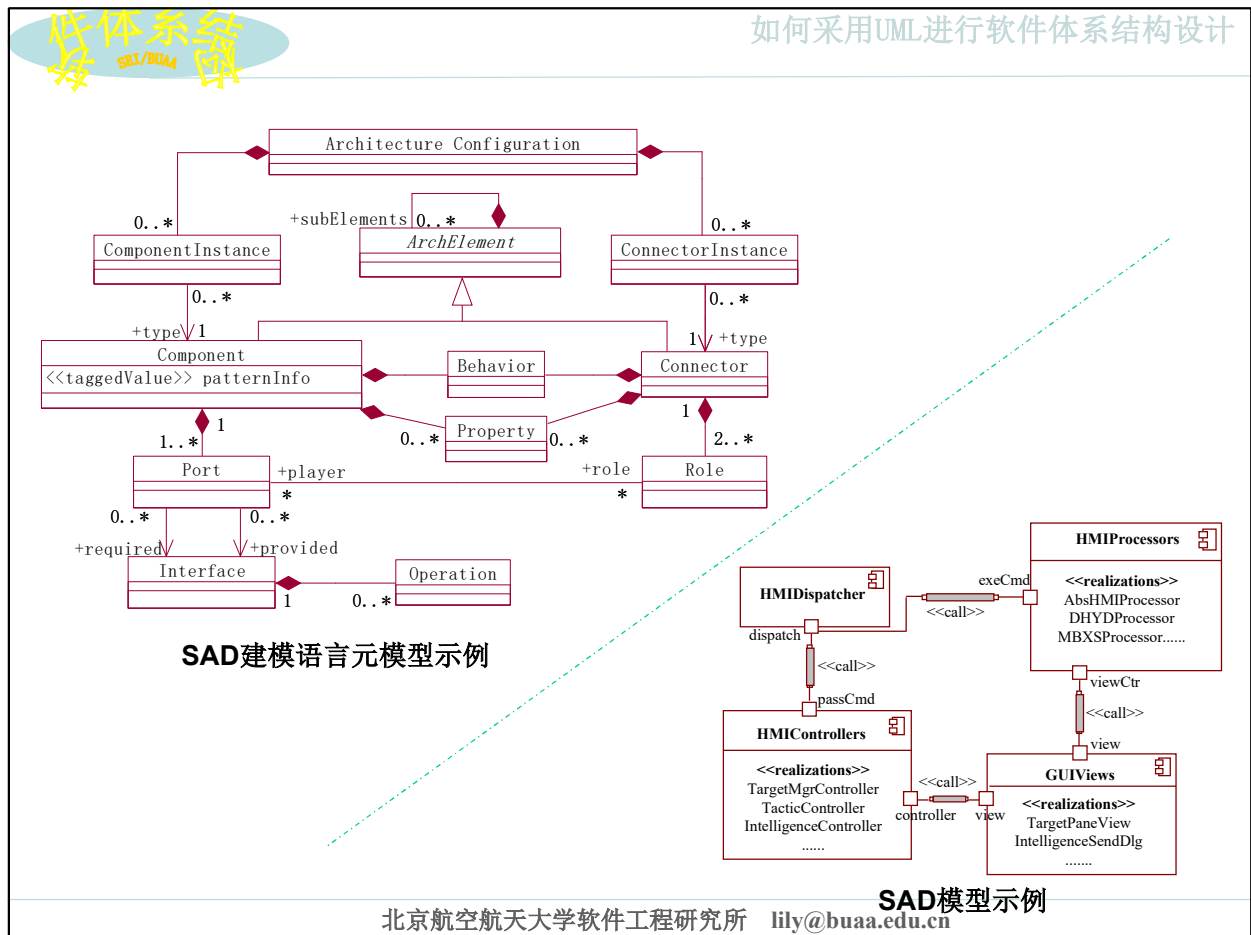 如何采用UML进行软件体系结构设计
件体系结
SEI/BUAA
Architecture Configuration
0..*
+subElements 0..*
0..*
ComponentInstance
ArchElement
ConnectorInstance
0..*
0..*
+type 1
1 +type
Component
<<taggedValue>> patternInfo
Behavior
Connector
1
1
1..*
0..*
Property
0..*
2..*
Port
+player
*
+role
*
Role
0..*
0..*
+required
+provided
Interface
1
0..*
Operation
SAD建模语言元模型示例
HMIDispatcher
dispatch
exeCmd
<<call>>
HMIProcessors
<<realizations>>
AbsHMIProcessor
DHYDProcessor
MBXSProcessor......
<<call>>
passCmd
viewCtr
<<call>>
view
HMIControllers
<<realizations>>
TargetMgrController
TacticController
IntelligenceController
......
<<call>>
controller
view
GUIViews
<<realizations>>
TargetPaneView
IntelligenceSendDlg
.......
SAD模型示例
北京航空航天大学软件工程研究所 lily@buaa.edu.cn